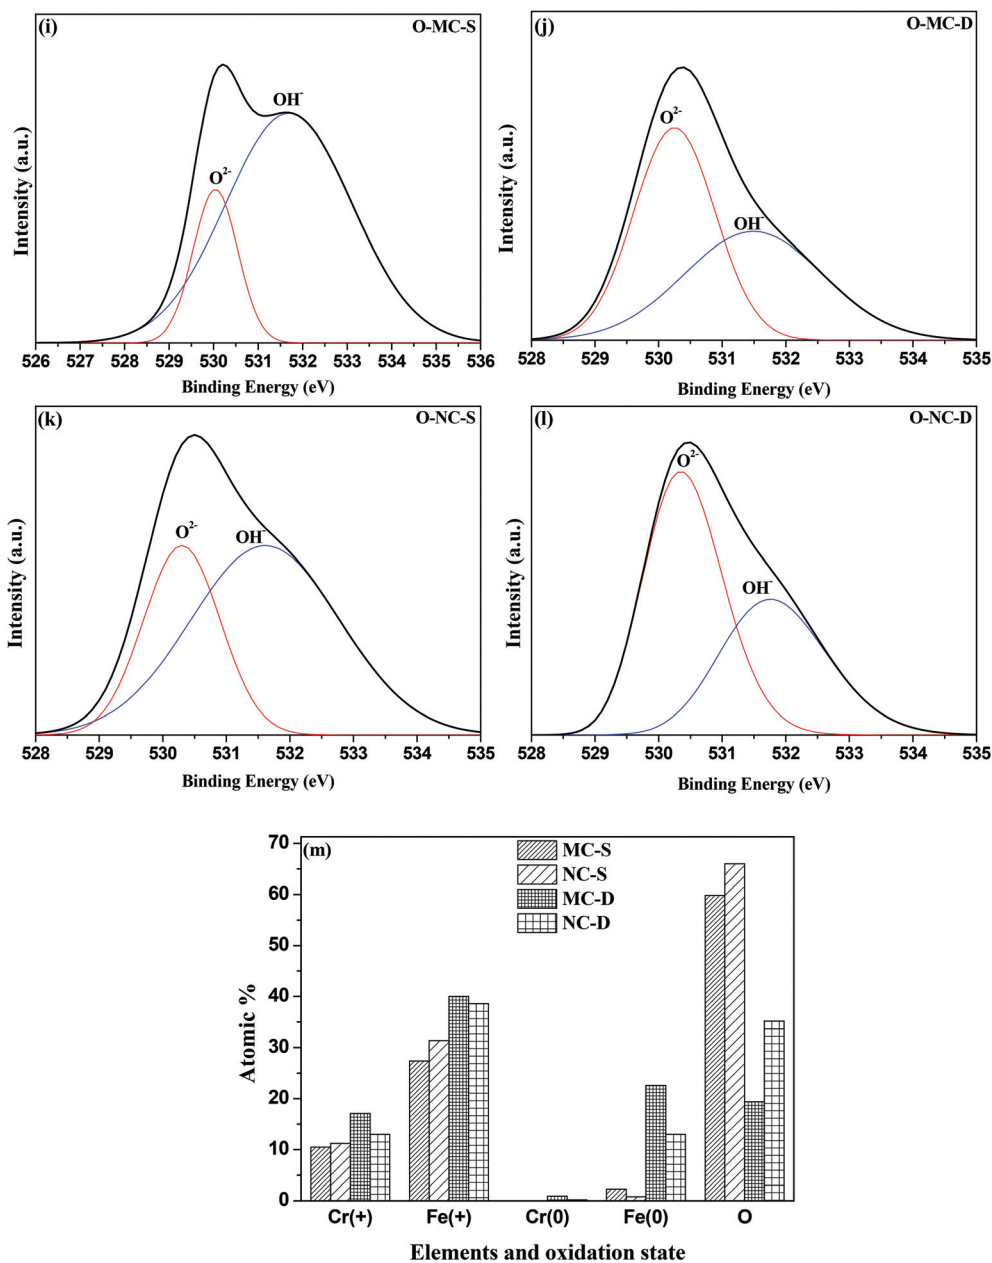 (i) O-MC-S
OH⁻
O²⁻
Intensity (a.u.)
526 527 528 529 530 531 532 533 534 535 536
Binding Energy (eV)
(j) O-MC-D
O²⁻
OH⁻
Intensity (a.u.)
528 529 530 531 532 533 534 535
Binding Energy (eV)
(k) O-NC-S
O²⁻
OH⁻
Intensity (a.u.)
528 529 530 531 532 533 534 535
Binding Energy (eV)
(l) O-NC-D
O²⁻
OH⁻
Intensity (a.u.)
528 529 530 531 532 533 534 535
Binding Energy (eV)
(m)
MC-S
NC-S
MC-D
NC-D
70
60
50
40
30
20
10
0
Atomic %
Cr(+) Fe(+) Cr(0) Fe(0) O
Elements and oxidation state